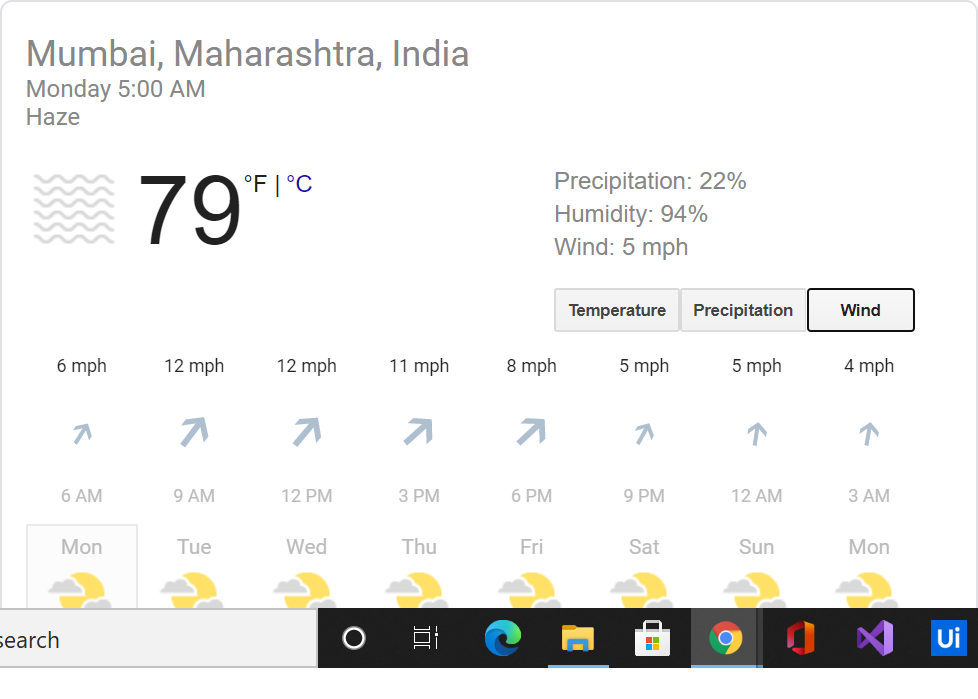 Mumbai, Maharashtra, India
Monday 5:00 AM
Haze
79 °F | °C
Precipitation: 22%
Humidity: 94%
Wind: 5 mph
Temperature Precipitation Wind
6 mph 12 mph 12 mph 11 mph 8 mph 5 mph 5 mph 4 mph
6 AM 9 AM 12 PM 3 PM 6 PM 9 PM 12 AM 3 AM
Mon Tue Wed Thu Fri Sat Sun Mon
search
Ui